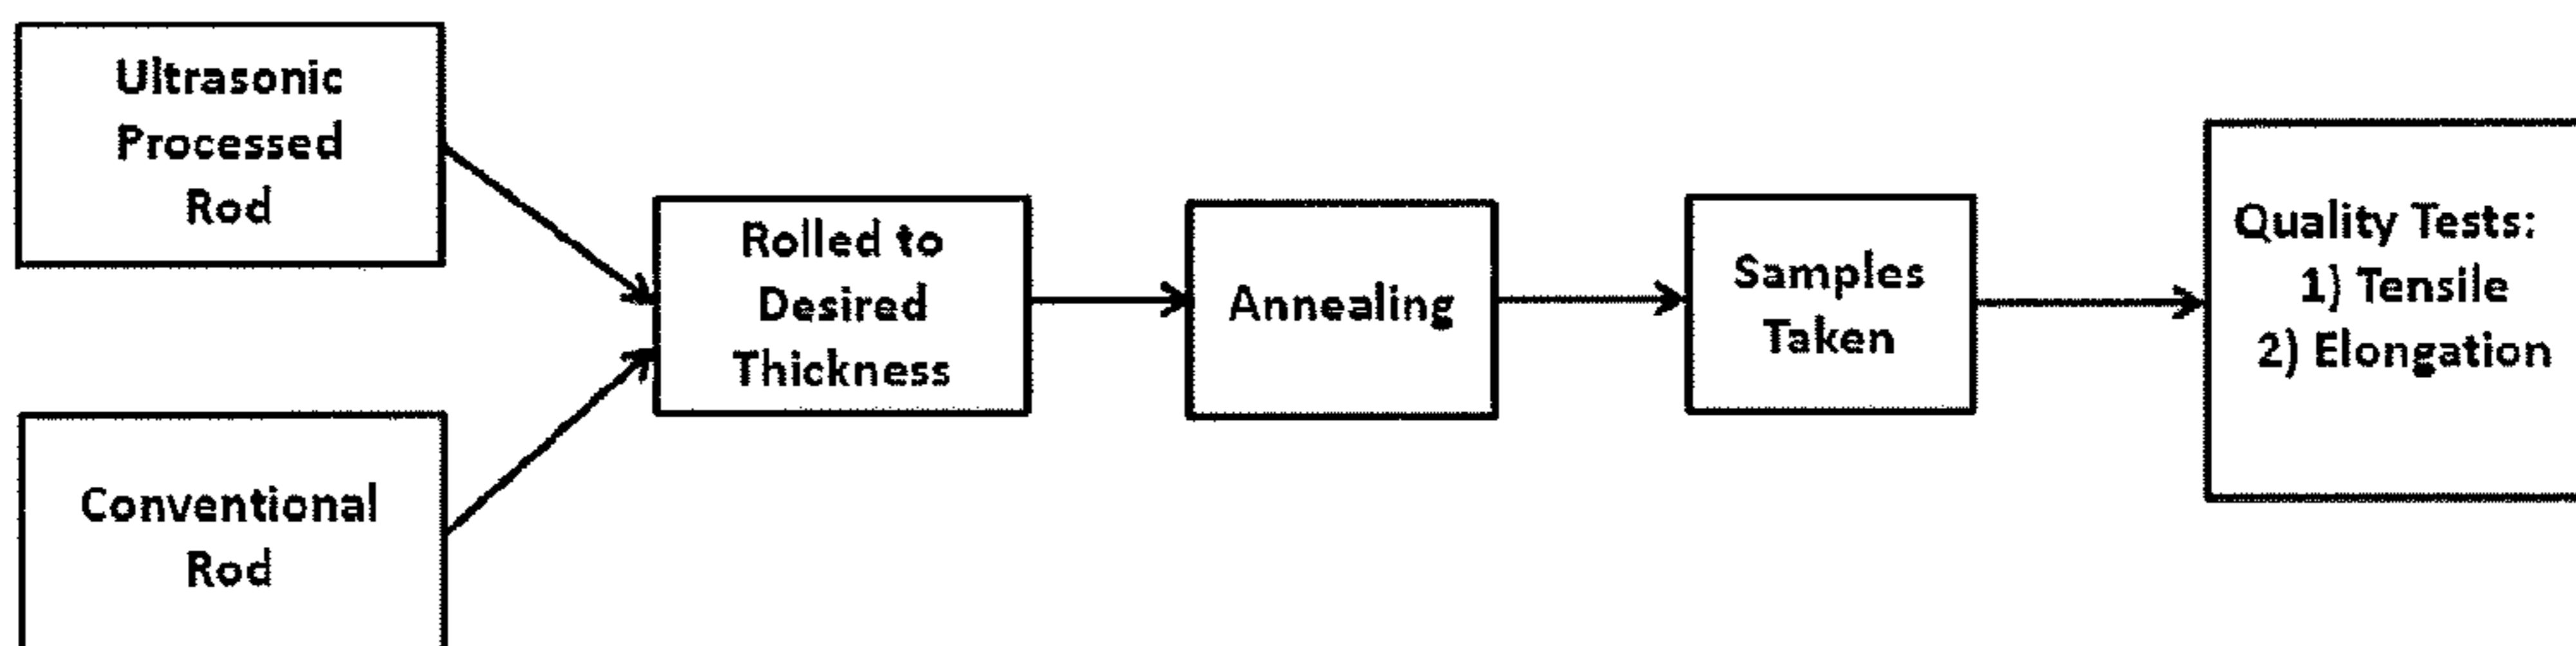 Ultrasonic
Processed
Rod
Conventional
Rod
Rolled to
Desired
Thickness
Annealing
Samples
Taken
Quality Tests:
1) Tensile
2) Elongation